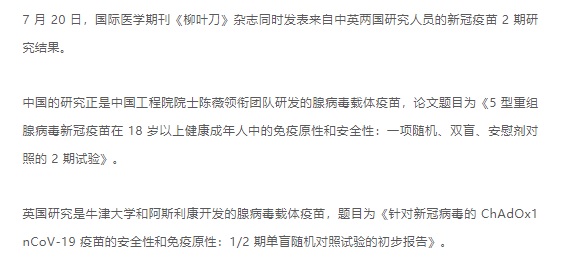 7 月 20 日，国际医学期刊《柳叶刀》杂志同时发表来自中英两国研究人员的新冠疫苗 2 期研
究结果。
中国的研究正是中国工程院院士陈薇领衔团队研发的腺病毒载体疫苗，论文题目为《5 型重组
腺病毒新冠疫苗在 18 岁以上健康成年人中的免疫原性和安全性：一项随机、双盲、安慰剂对
照的 2 期试验》。
英国研究是牛津大学和阿斯利康开发的腺病毒载体疫苗，题目为《针对新冠病毒的 ChAdOx1
nCoV-19 疫苗的安全性和免疫原性：1/2 期单盲随机对照试验的初步报告》。